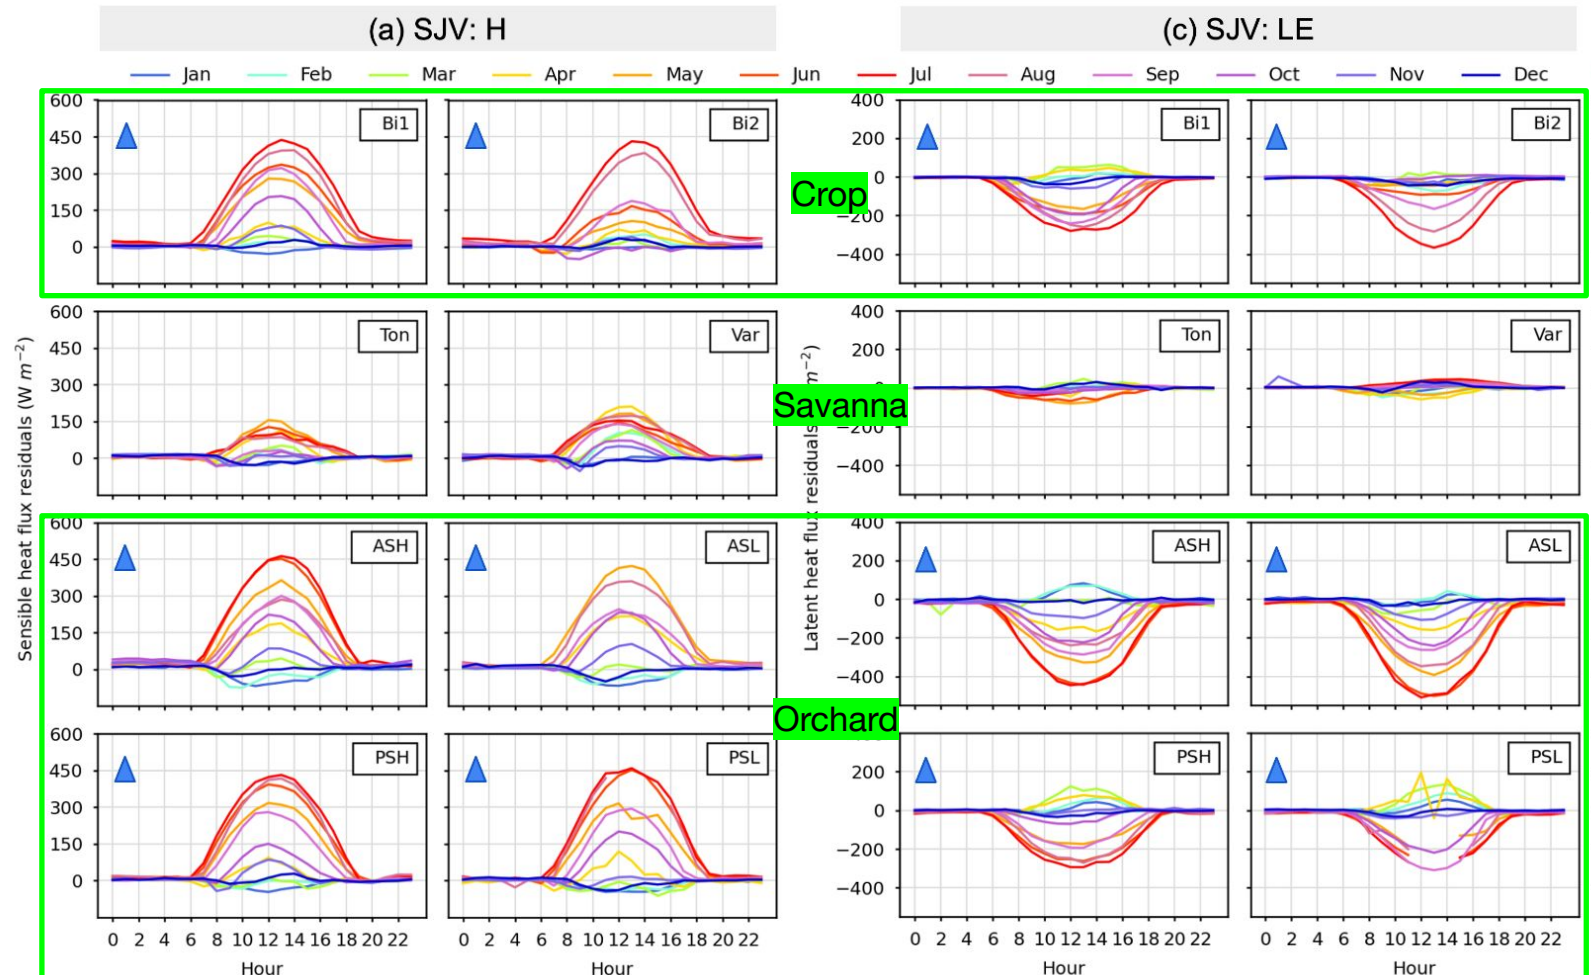 (a) SJV: H
(c) SJV: LE
Jan Feb Mar Apr May Jun Jul Aug Sep Oct Nov Dec
600
450
300
150
0
Bi1
Bi2
Crop
400
200
0
−200
−400
Bi1
Bi2
600
450
300
150
0
Ton
Var
Savanna
400
200
0
−200
−400
Ton
Var
Sensible heat flux residuals (W m−2)
Latent heat flux residuals m−2)
600
450
300
150
0
ASH
ASL
400
200
0
−200
−400
ASH
ASL
Orchard
600
450
300
150
0
PSH
PSL
200
0
−200
−400
PSH
PSL
0 2 4 6 8 10 12 14 16 18 20 22
0 2 4 6 8 10 12 14 16 18 20 22
0 2 4 6 8 10 12 14 16 18 20 22
0 2 4 6 8 10 12 14 16 18 20 22
Hour
Hour
Hour
Hour